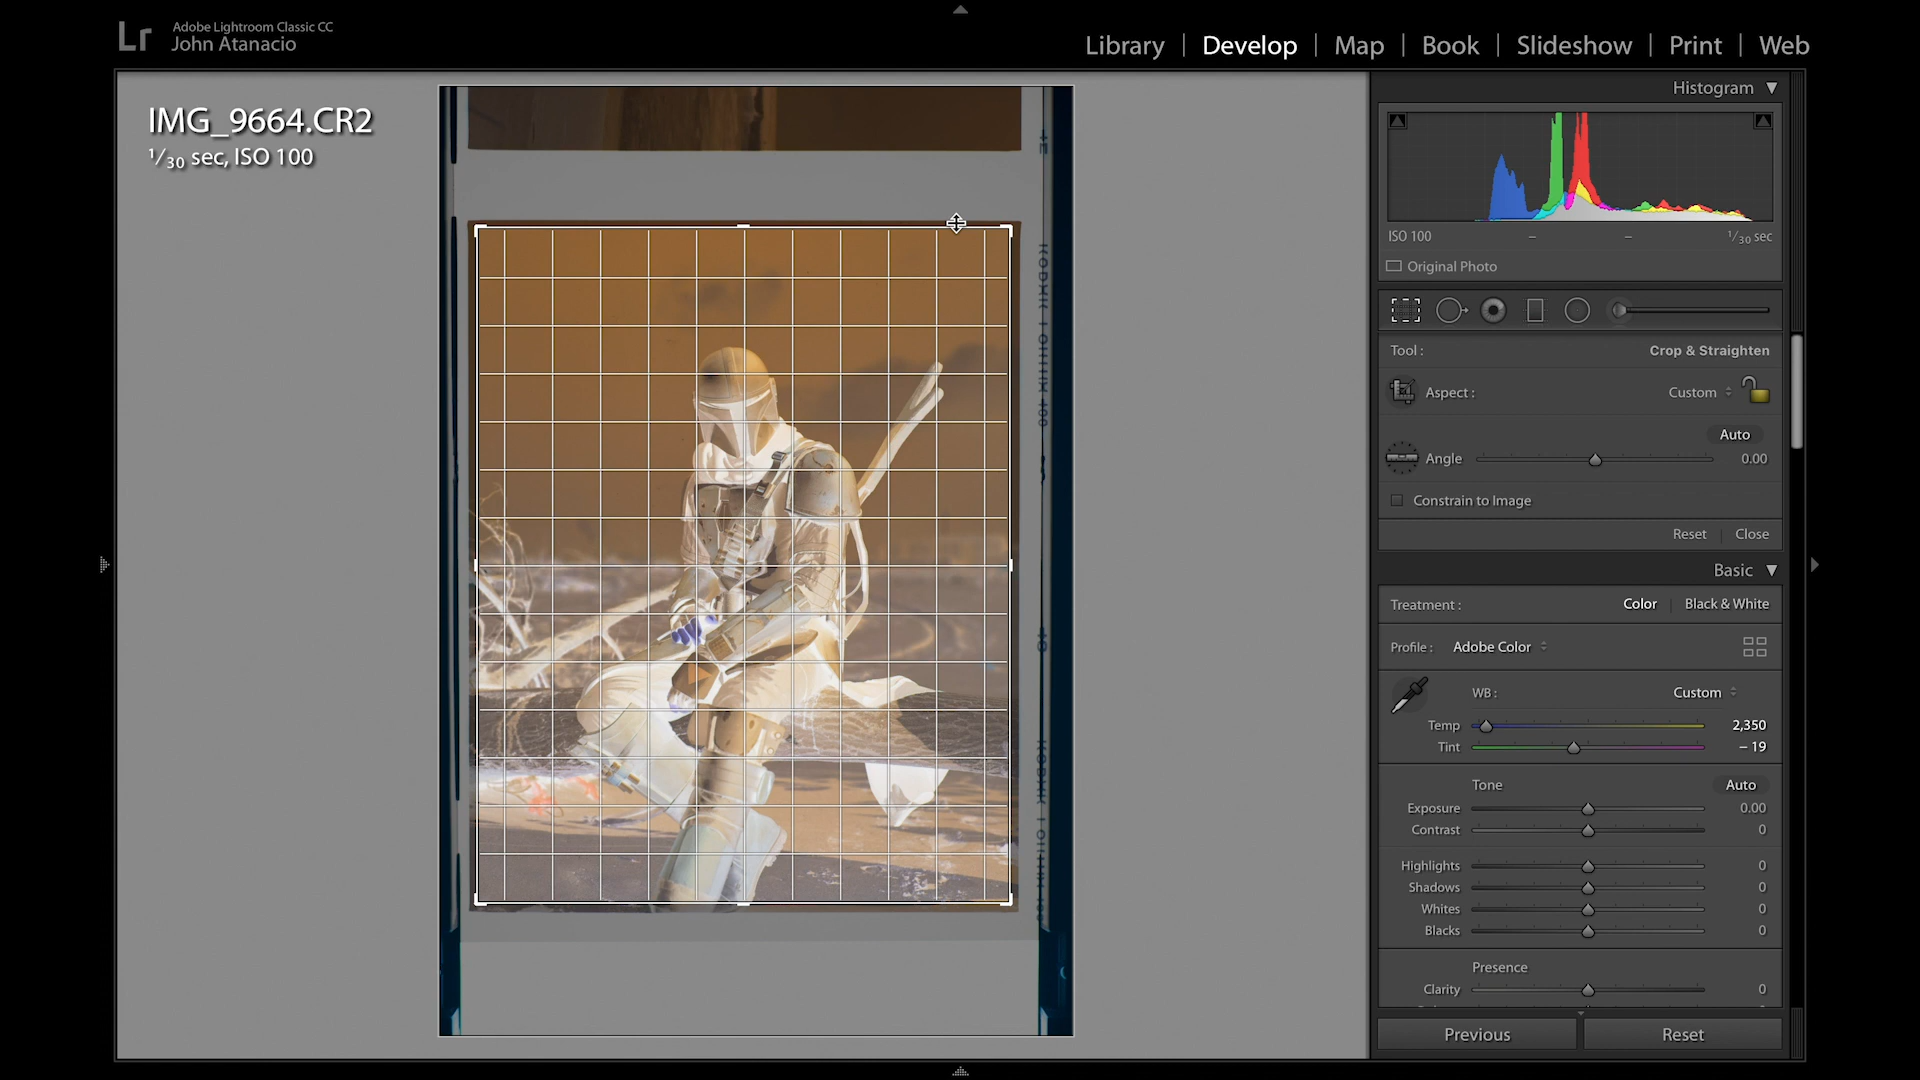 Lr
Adobe Lightroom Classic CC
John Atanacio
Library | Develop | Map | Book | Slideshow | Print | Web
IMG_9664.CR2
1/30 sec, ISO 100
Histogram
ISO 100 – – 1/30 sec
Original Photo
Tool : Crop & Straighten
Aspect : Custom
Auto
Angle 0.00
Constrain to Image
Reset | Close
Basic
Treatment : Color | Black & White
Profile : Adobe Color
WB : Custom
Temp 2,350
Tint – 19
Tone Auto
Exposure 0.00
Contrast 0
Highlights 0
Shadows 0
Whites 0
Blacks 0
Presence
Clarity 0
Previous Reset